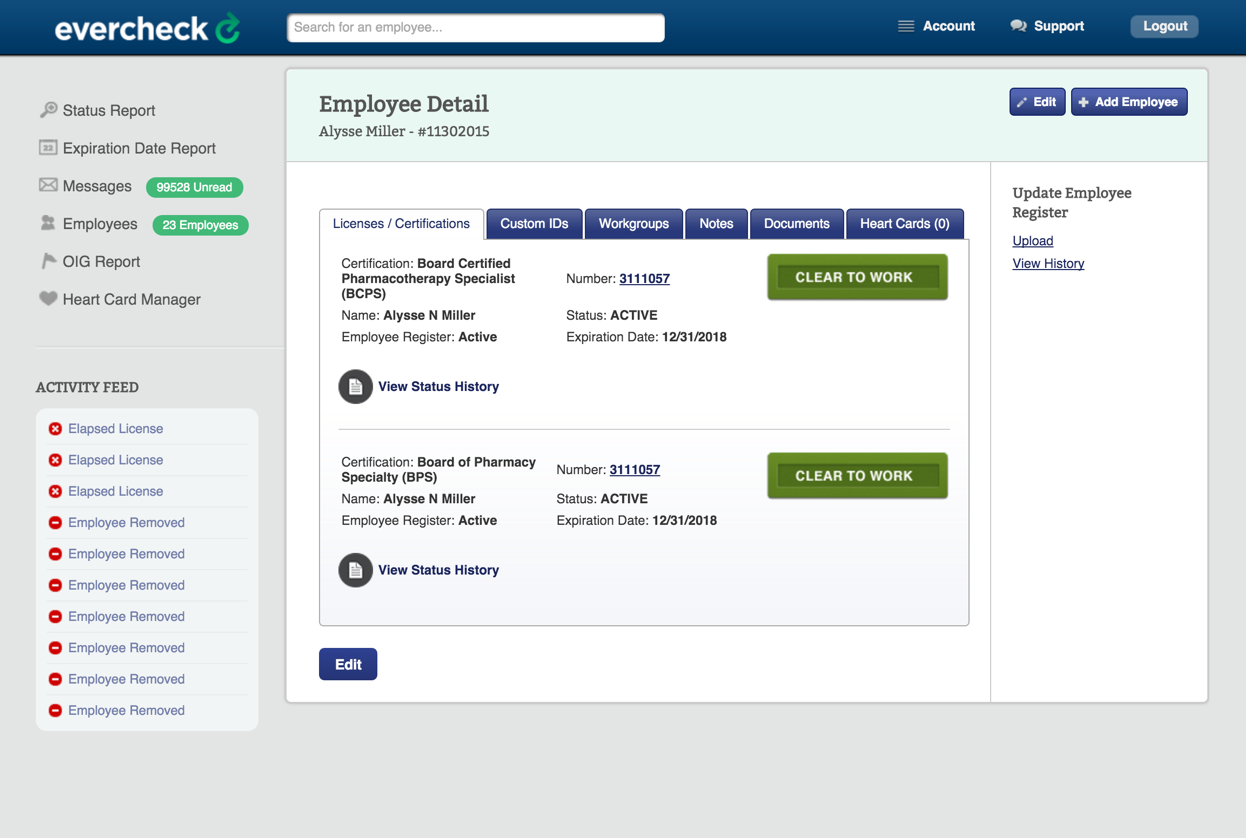 evercheck
Search for an employee...
Account
Support
Logout
Status Report
23
Expiration Date Report
Messages
99528 Unread
Employees
23 Employees
OIG Report
Heart Card Manager
ACTIVITY FEED
Elapsed License
Elapsed License
Elapsed License
Employee Removed
Employee Removed
Employee Removed
Employee Removed
Employee Removed
Employee Removed
Employee Removed
Employee Detail
Alysse Miller - #11302015
Edit
Add Employee
Licenses / Certifications
Custom IDs
Workgroups
Notes
Documents
Heart Cards (0)
Certification: Board Certified
Pharmacotherapy Specialist
(BCPS)
Number: 3111057
CLEAR TO WORK
Name: Alysse N Miller
Status: ACTIVE
Employee Register: Active
Expiration Date: 12/31/2018
View Status History
Certification: Board of Pharmacy
Specialty (BPS)
Number: 3111057
CLEAR TO WORK
Name: Alysse N Miller
Status: ACTIVE
Employee Register: Active
Expiration Date: 12/31/2018
View Status History
Edit
Update Employee
Register
Upload
View History